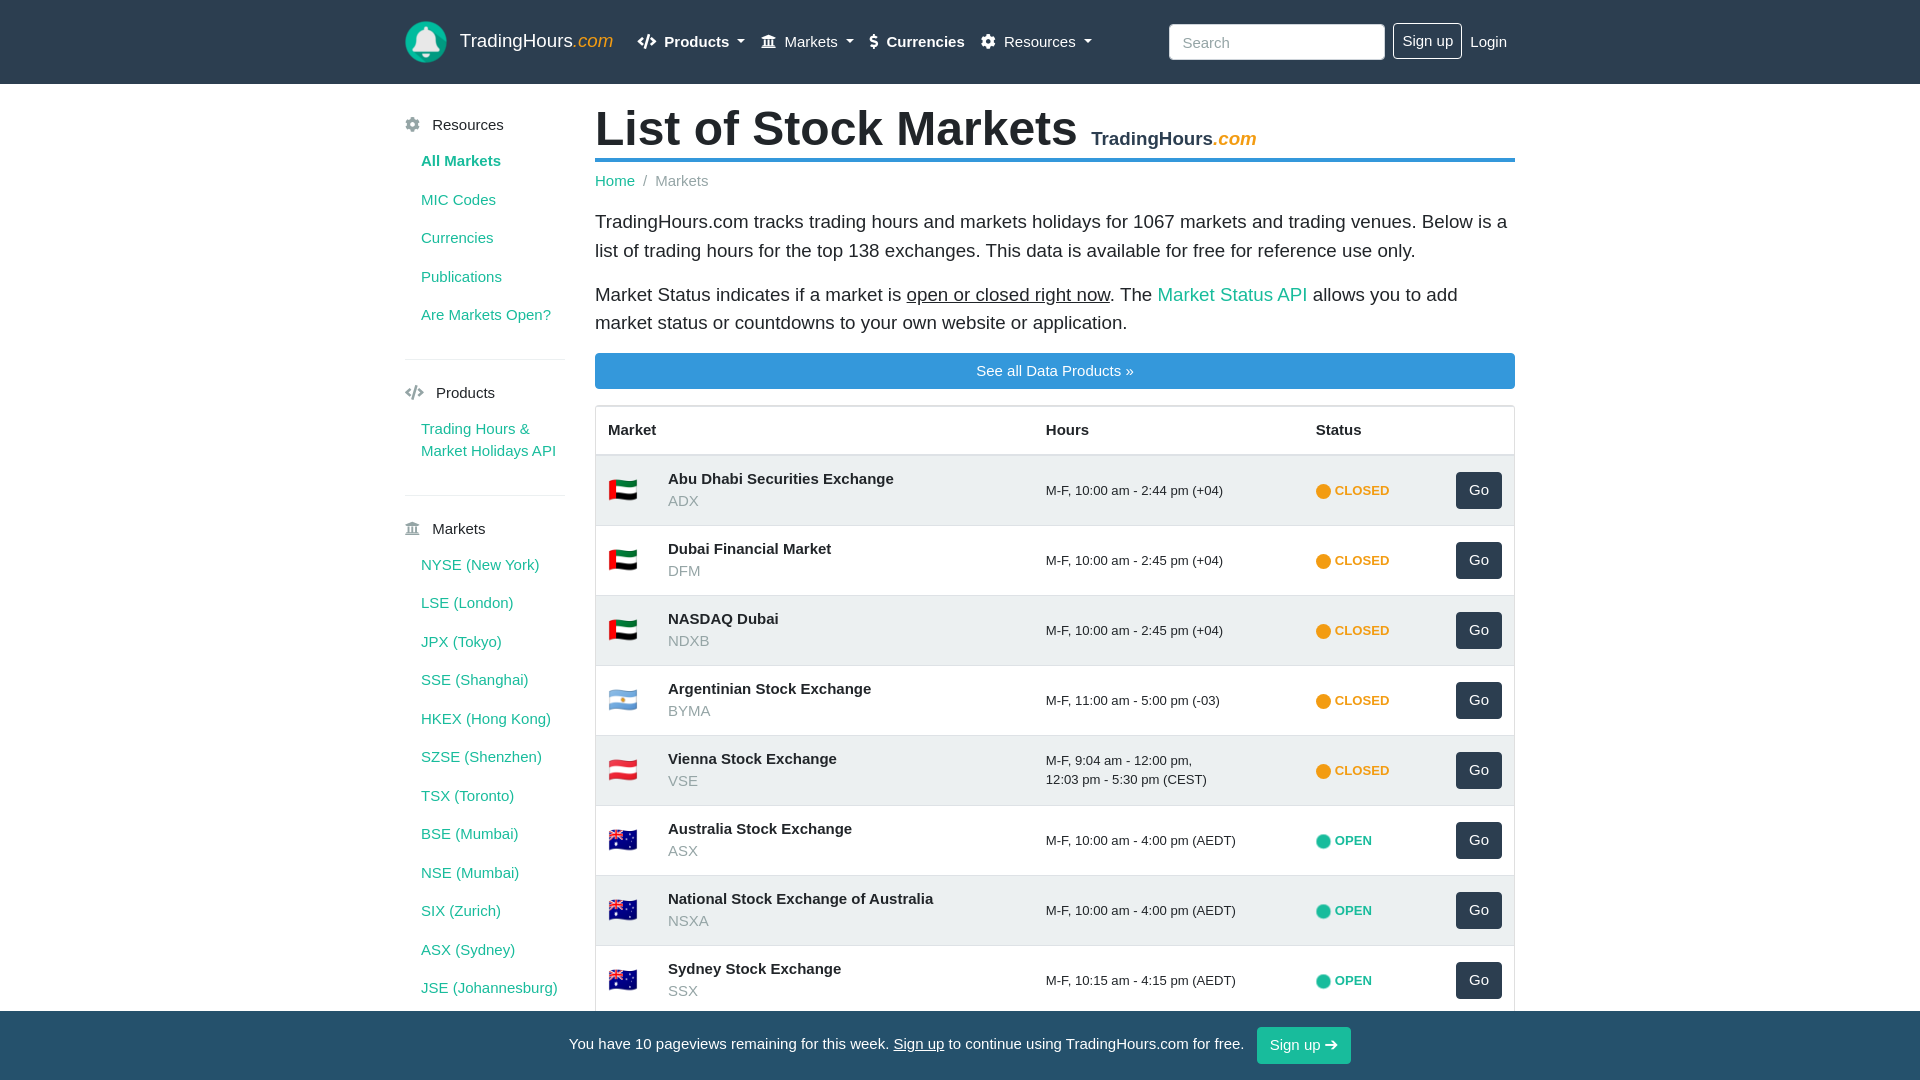 TradingHours.com
Products
Markets
Currencies
Resources
Search
Sign up
Login
Resources
All Markets
MIC Codes
Currencies
Publications
Are Markets Open?
Products
Trading Hours &
Market Holidays API
Markets
NYSE (New York)
LSE (London)
JPX (Tokyo)
SSE (Shanghai)
HKEX (Hong Kong)
SZSE (Shenzhen)
TSX (Toronto)
BSE (Mumbai)
NSE (Mumbai)
SIX (Zurich)
ASX (Sydney)
JSE (Johannesburg)
List of Stock Markets TradingHours.com
Home / Markets
TradingHours.com tracks trading hours and markets holidays for 1067 markets and trading venues. Below is a
list of trading hours for the top 138 exchanges. This data is available for free for reference use only.
Market Status indicates if a market is open or closed right now. The Market Status API allows you to add
market status or countdowns to your own website or application.
See all Data Products »
Market Hours Status
Abu Dhabi Securities Exchange
ADX
M-F, 10:00 am - 2:44 pm (+04)
CLOSED
Go
Dubai Financial Market
DFM
M-F, 10:00 am - 2:45 pm (+04)
CLOSED
Go
NASDAQ Dubai
NDXB
M-F, 10:00 am - 2:45 pm (+04)
CLOSED
Go
Argentinian Stock Exchange
BYMA
M-F, 11:00 am - 5:00 pm (-03)
CLOSED
Go
Vienna Stock Exchange
VSE
M-F, 9:04 am - 12:00 pm,
12:03 pm - 5:30 pm (CEST)
CLOSED
Go
Australia Stock Exchange
ASX
M-F, 10:00 am - 4:00 pm (AEDT)
OPEN
Go
National Stock Exchange of Australia
NSXA
M-F, 10:00 am - 4:00 pm (AEDT)
OPEN
Go
Sydney Stock Exchange
SSX
M-F, 10:15 am - 4:15 pm (AEDT)
OPEN
Go
You have 10 pageviews remaining for this week. Sign up to continue using TradingHours.com for free.
Sign up →